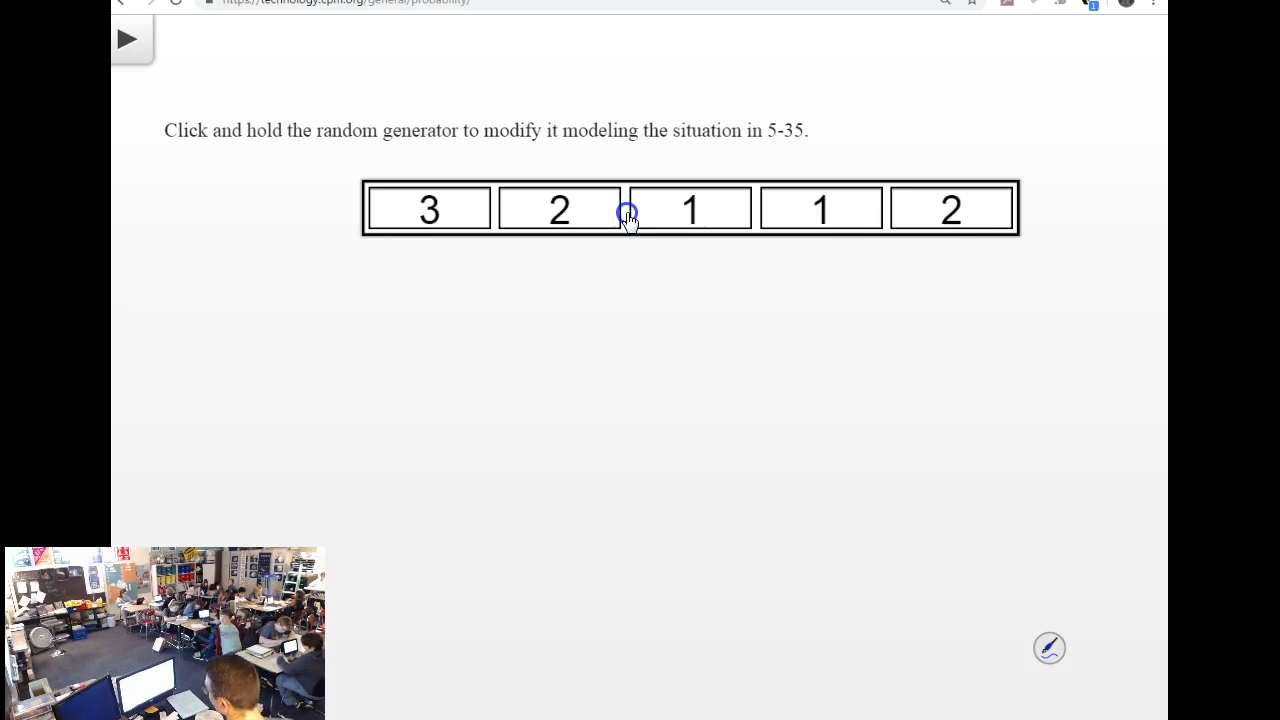 https://technology.cpm.org/general/probability/
1
Click and hold the random generator to modify it modeling the situation in 5-35.
3 2 1 1 2